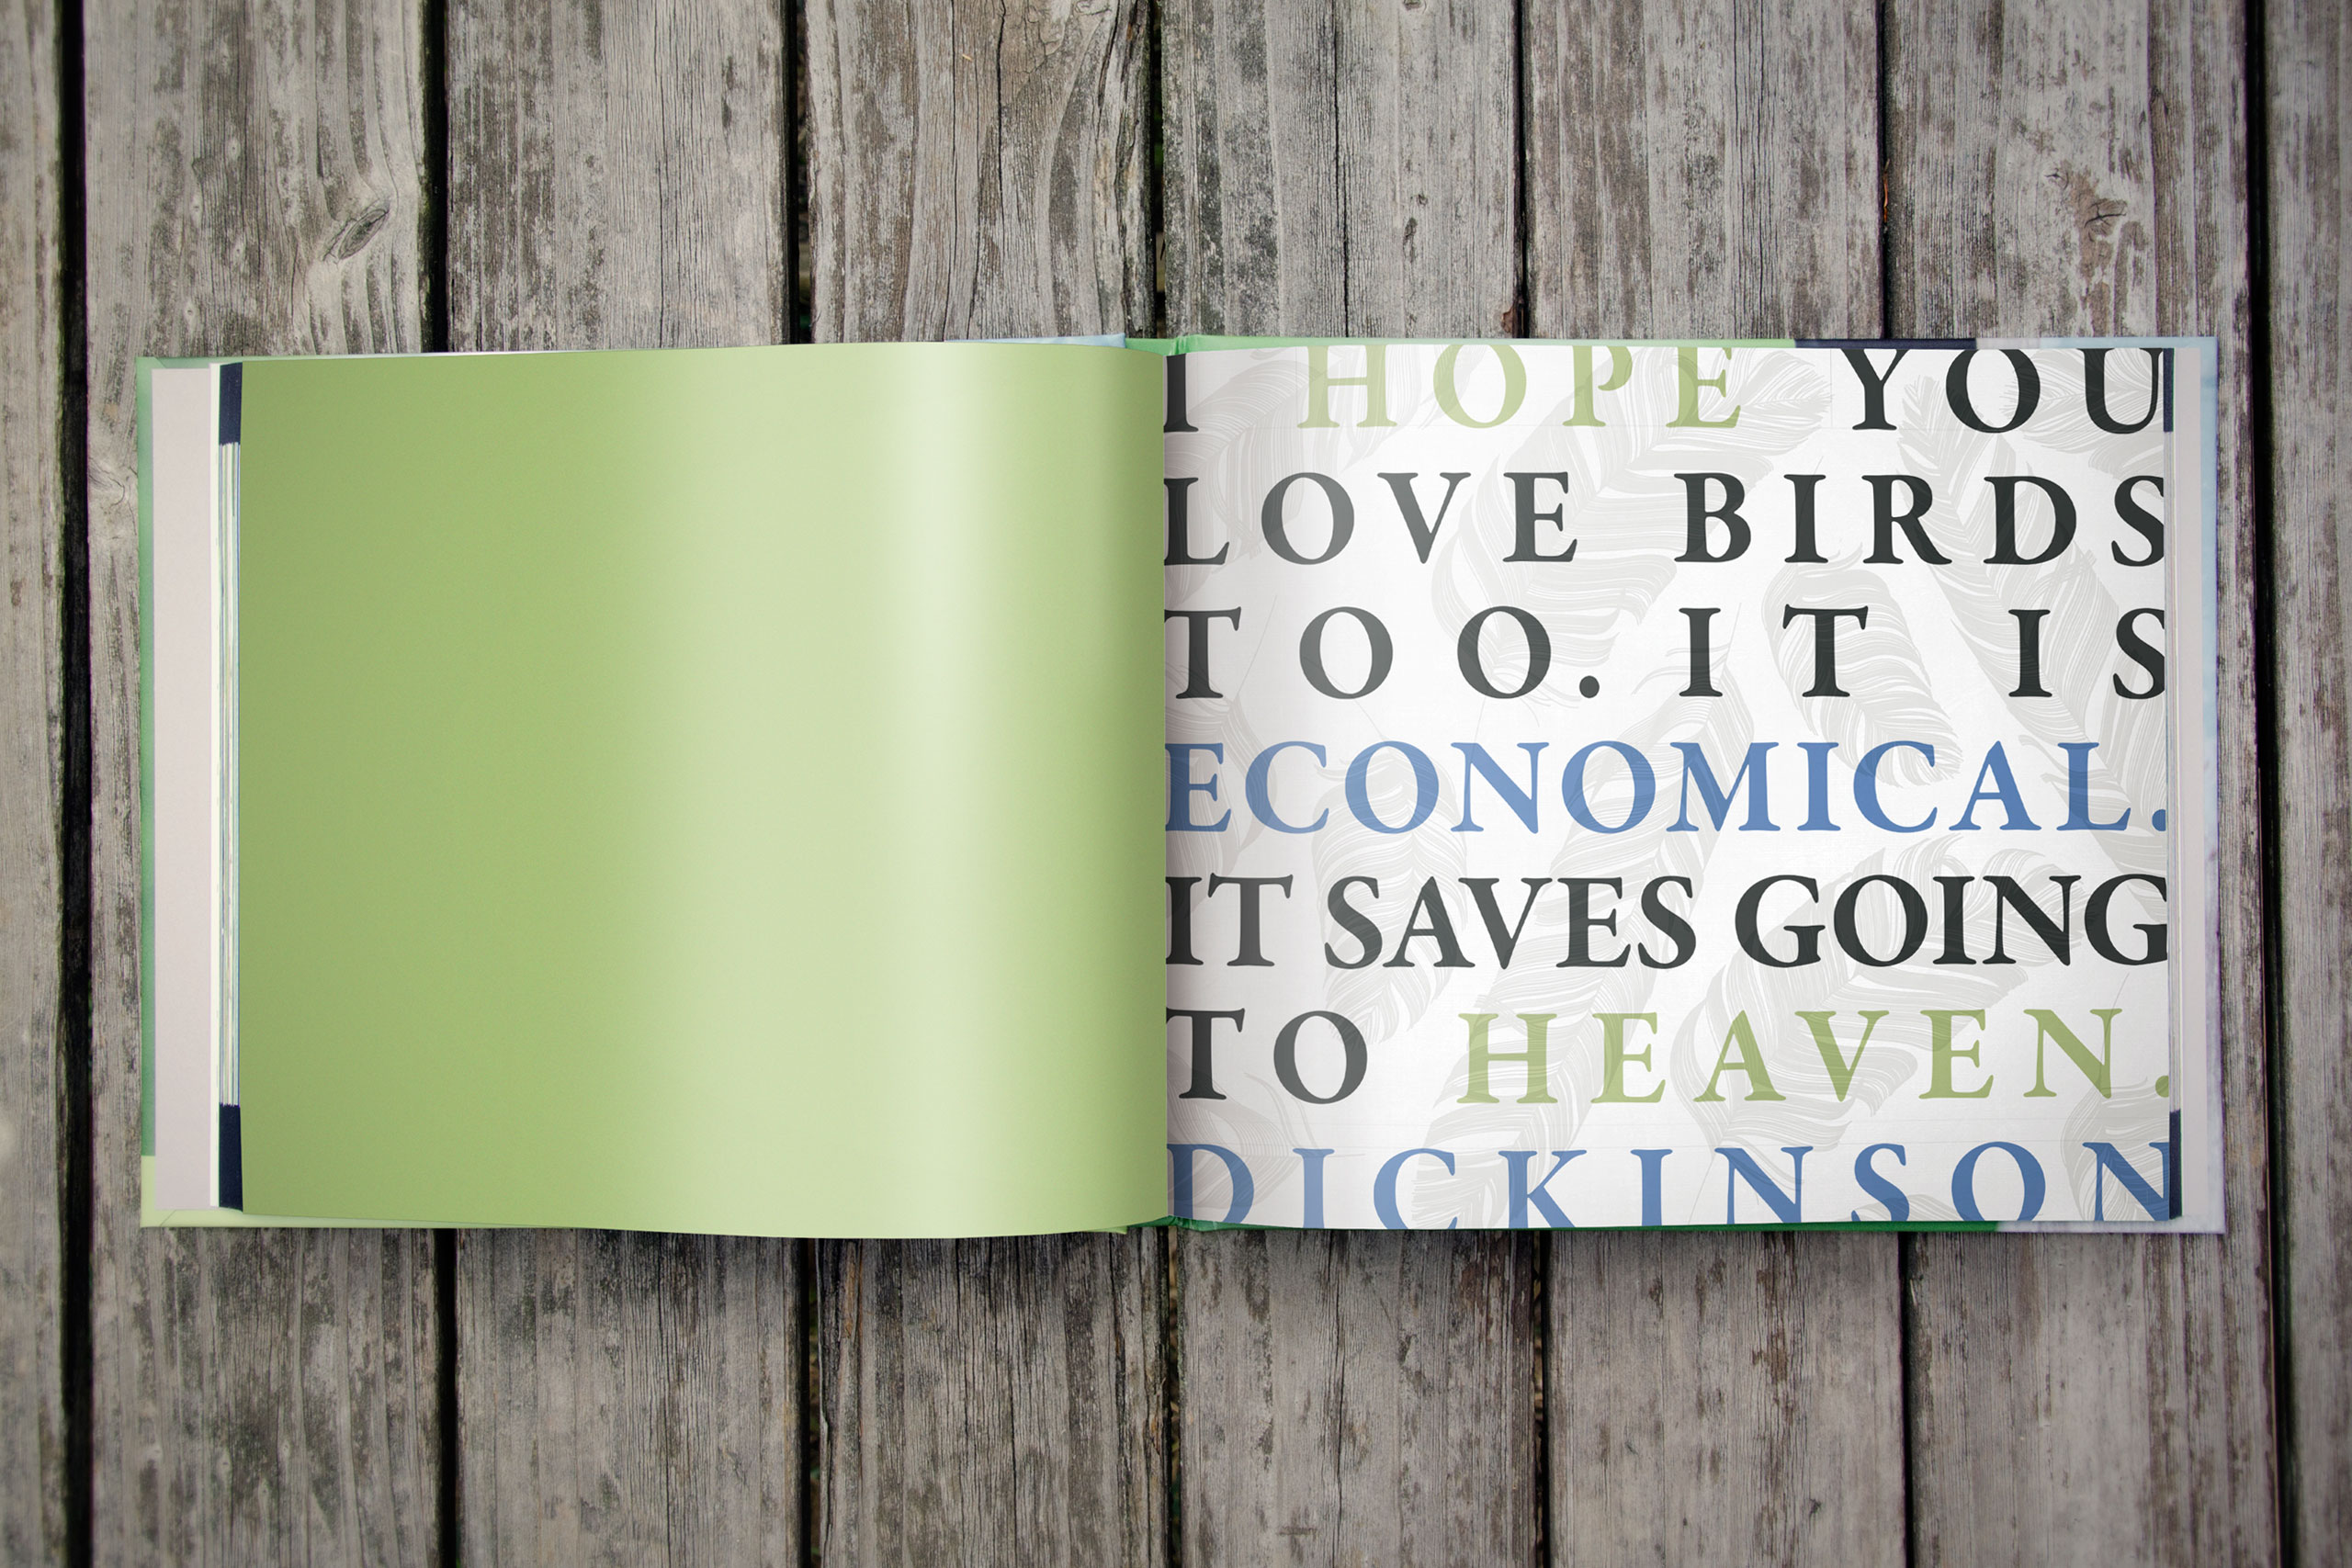 I HOPE YOU
LOVE BIRDS
TOO. IT IS
ECONOMICAL.
IT SAVES GOING
TO HEAVEN.
DICKINSON